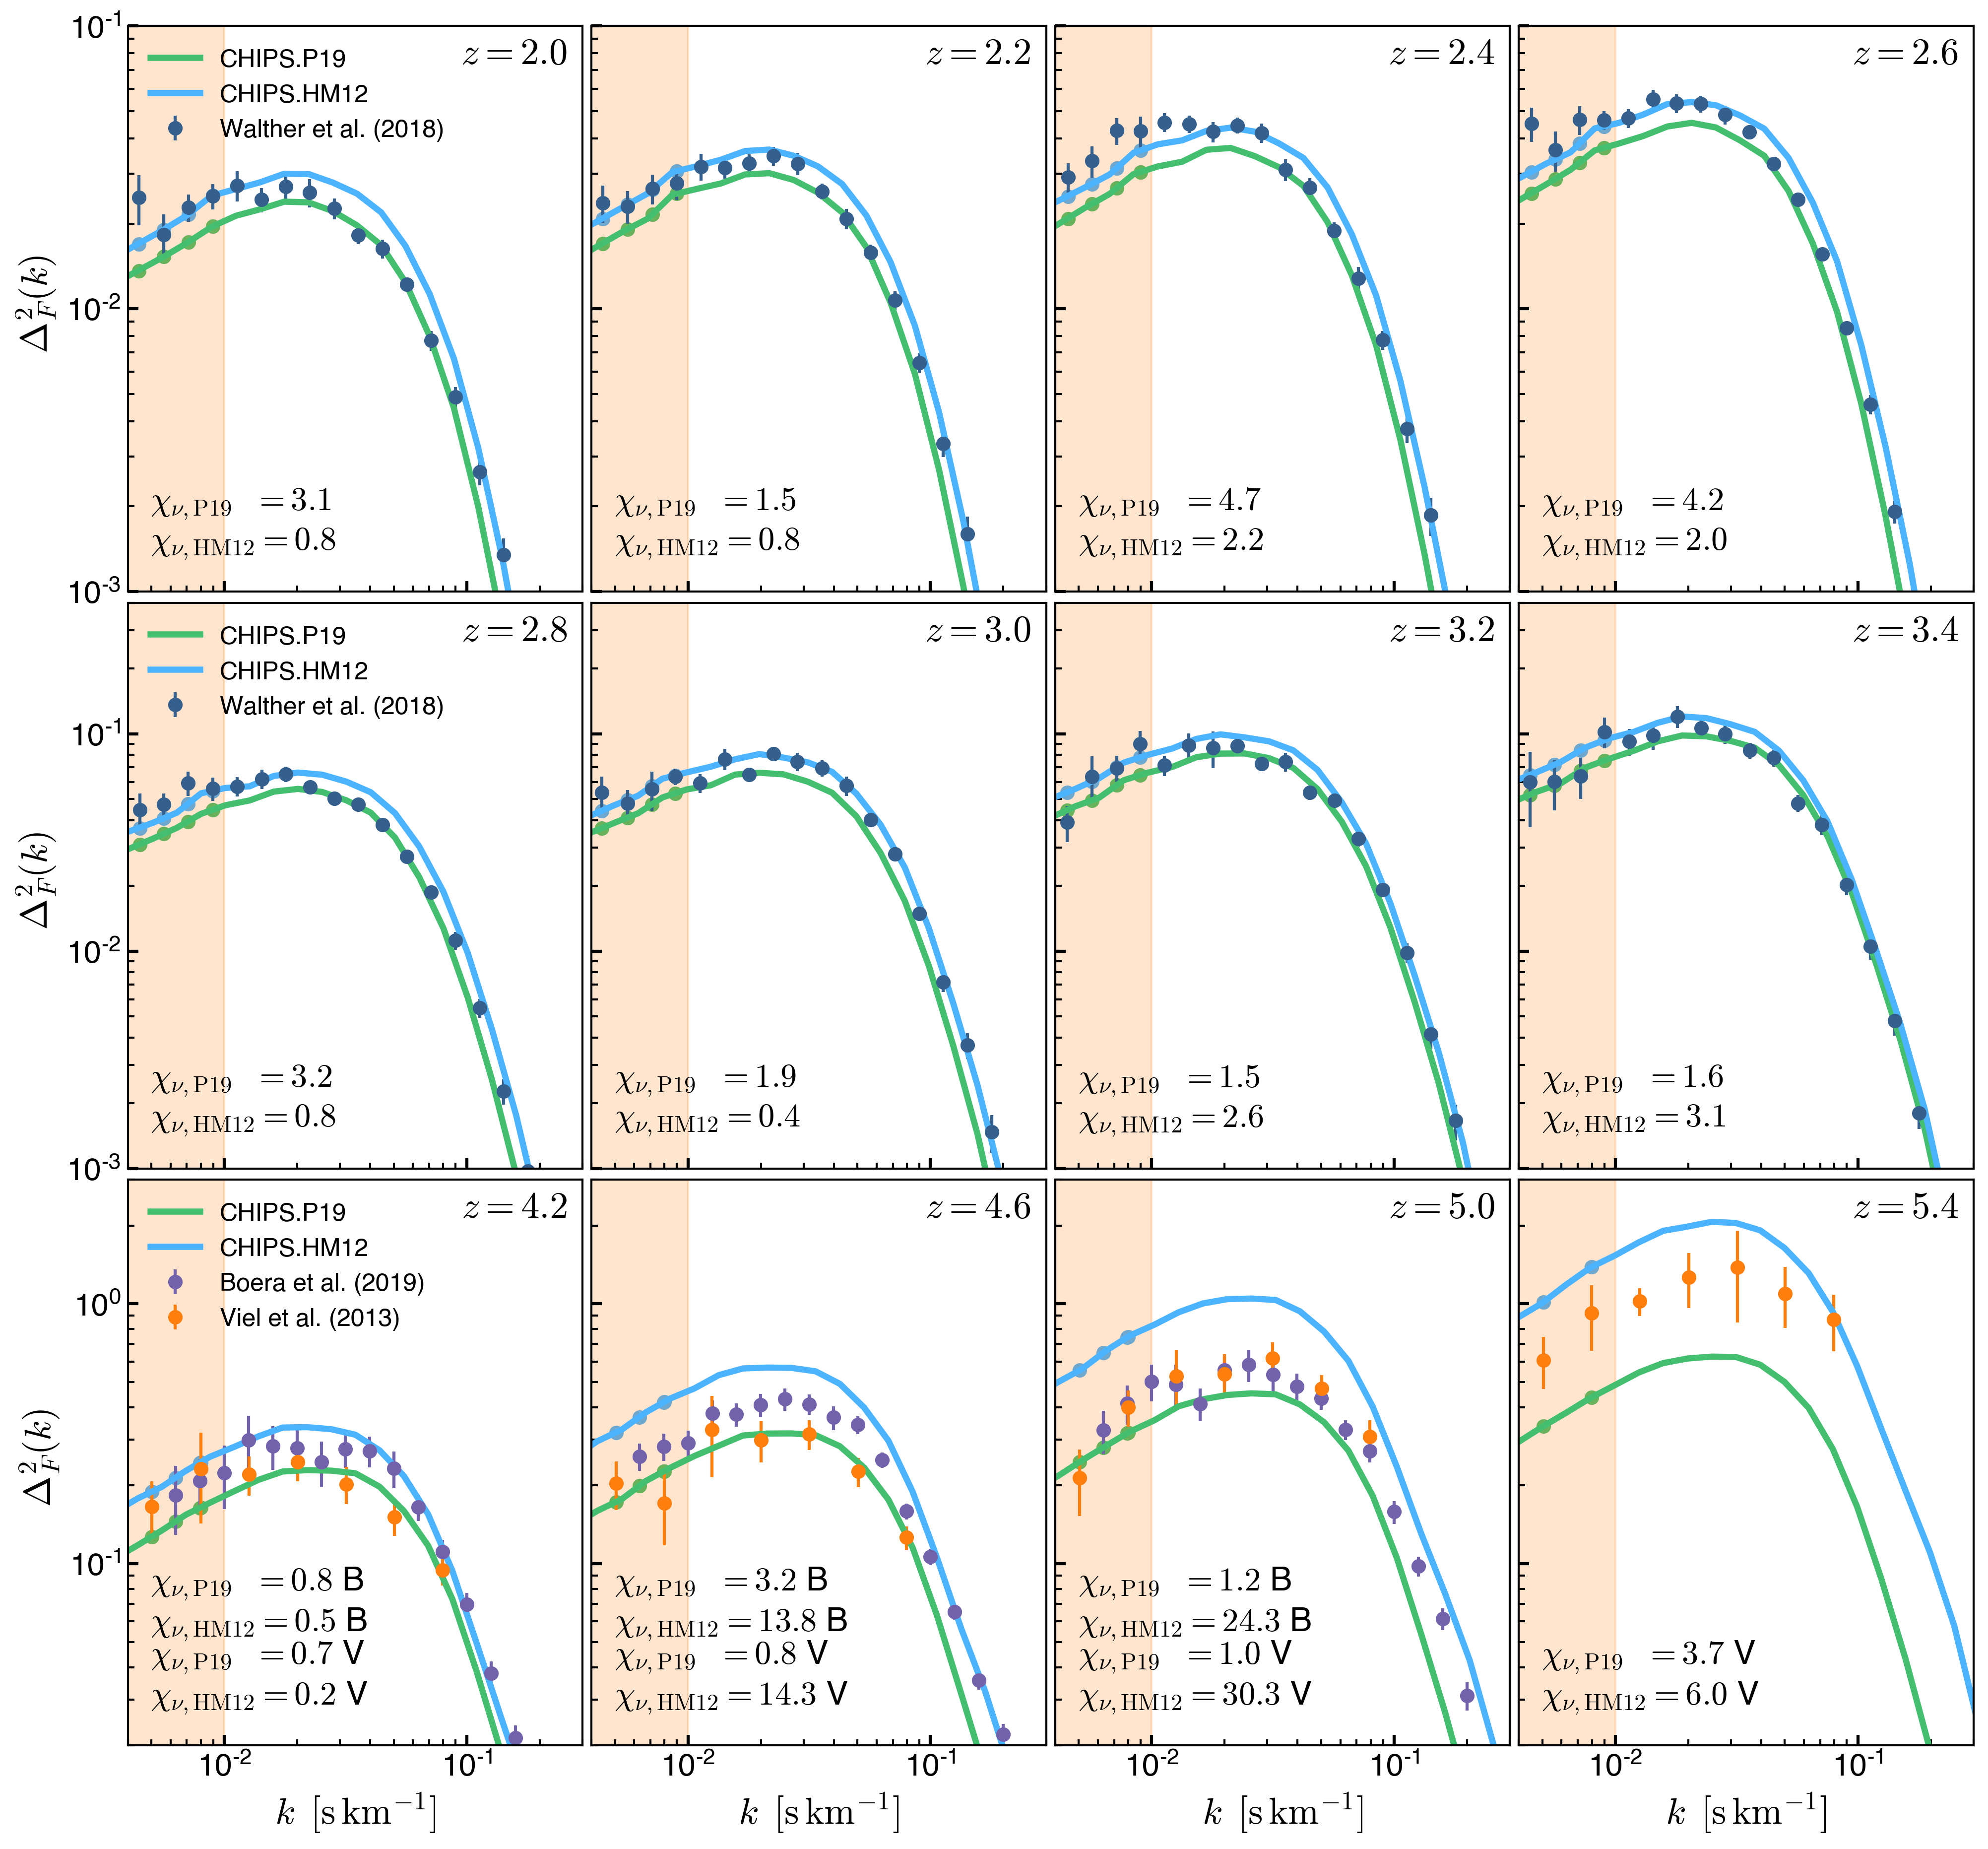 10⁻¹
CHIPS.P19
CHIPS.HM12
Walther et al. (2018)
z = 2.0
z = 2.2
z = 2.4
z = 2.6
Δ²_F(k)
10⁻²
χ_ν,P19 = 3.1
χ_ν,HM12 = 0.8
χ_ν,P19 = 1.5
χ_ν,HM12 = 0.8
χ_ν,P19 = 4.7
χ_ν,HM12 = 2.2
χ_ν,P19 = 4.2
χ_ν,HM12 = 2.0
10⁻³
CHIPS.P19
CHIPS.HM12
Walther et al. (2018)
z = 2.8
z = 3.0
z = 3.2
z = 3.4
10⁻¹
Δ²_F(k)
10⁻²
χ_ν,P19 = 3.2
χ_ν,HM12 = 0.8
χ_ν,P19 = 1.9
χ_ν,HM12 = 0.4
χ_ν,P19 = 1.5
χ_ν,HM12 = 2.6
χ_ν,P19 = 1.6
χ_ν,HM12 = 3.1
10⁻³
CHIPS.P19
CHIPS.HM12
Boera et al. (2019)
Viel et al. (2013)
z = 4.2
z = 4.6
z = 5.0
z = 5.4
10⁰
Δ²_F(k)
10⁻¹
χ_ν,P19 = 0.8 B
χ_ν,HM12 = 0.5 B
χ_ν,P19 = 0.7 V
χ_ν,HM12 = 0.2 V
χ_ν,P19 = 3.2 B
χ_ν,HM12 = 13.8 B
χ_ν,P19 = 0.8 V
χ_ν,HM12 = 14.3 V
χ_ν,P19 = 1.2 B
χ_ν,HM12 = 24.3 B
χ_ν,P19 = 1.0 V
χ_ν,HM12 = 30.3 V
χ_ν,P19 = 3.7 V
χ_ν,HM12 = 6.0 V
10⁻² 10⁻¹
10⁻² 10⁻¹
10⁻² 10⁻¹
10⁻² 10⁻¹
k [s km⁻¹]
k [s km⁻¹]
k [s km⁻¹]
k [s km⁻¹]